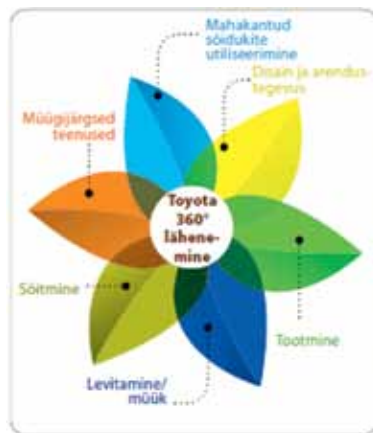 Mahakantud
sõidukite
utiliseerimine
Disain ja arendus-
tegevus
Müügijärgsed
teenused
Toyota
360°
lähene-
mine
Sõitmine
Tootmine
Levitamine/
müük